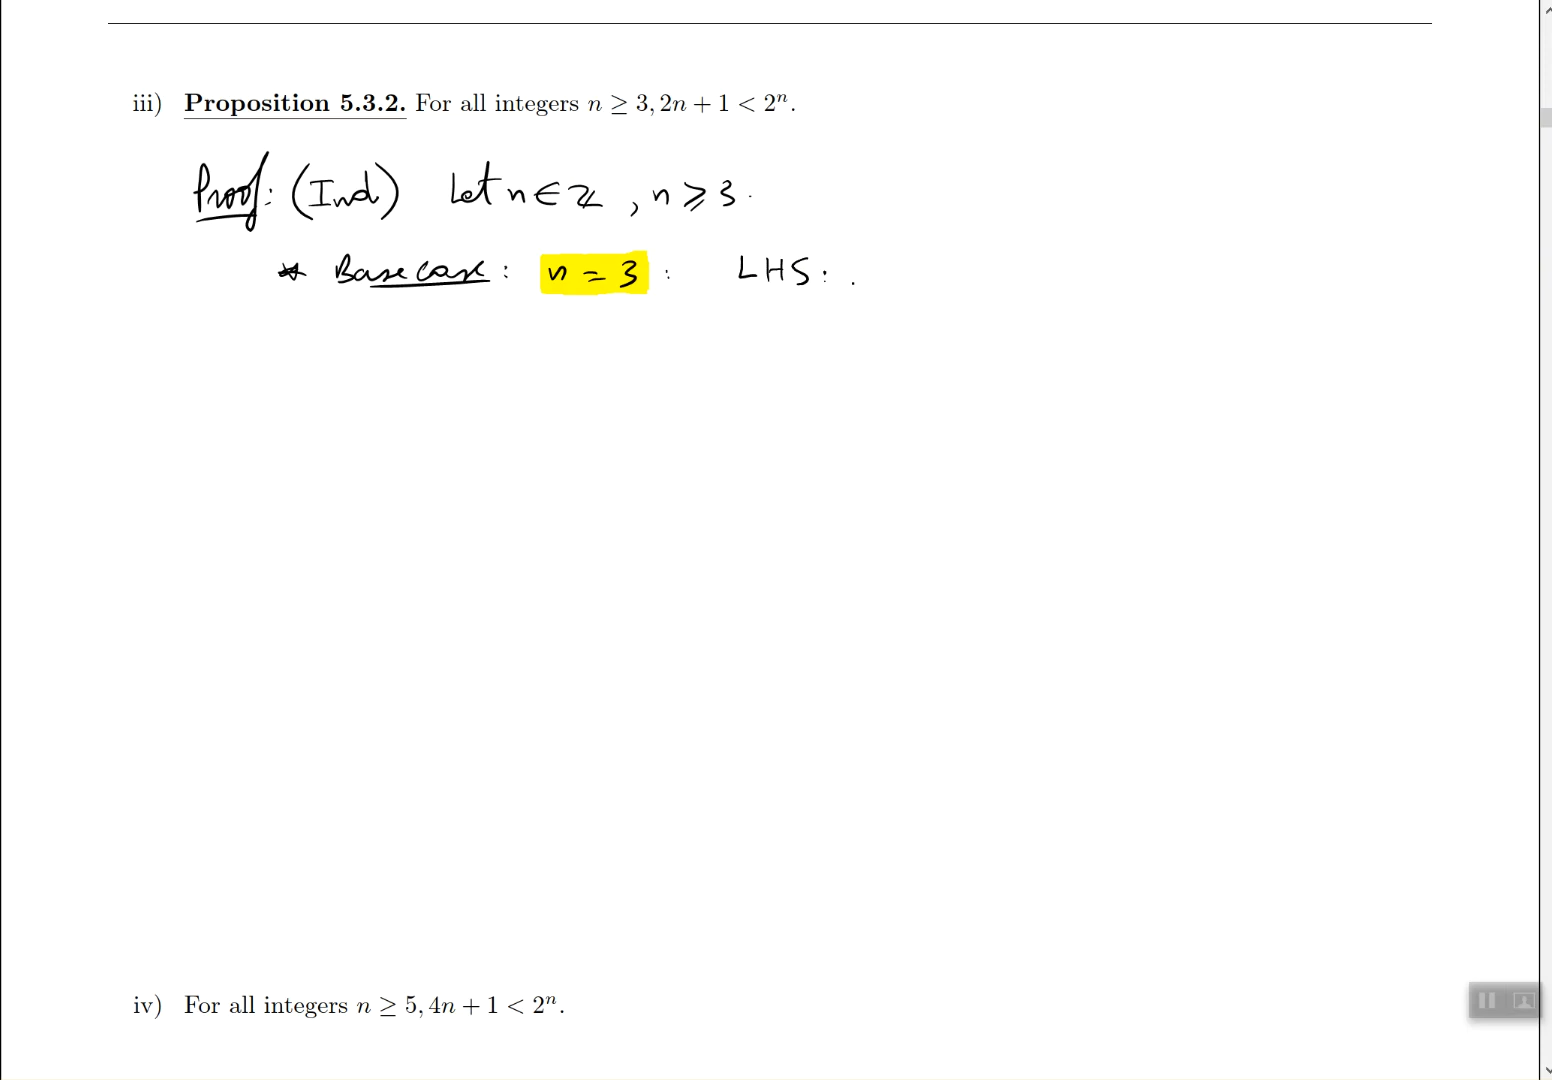 iii) Proposition 5.3.2. For all integers n ≥ 3, 2n + 1 < 2ⁿ.
Proof: (Ind) Let n ∈ ℤ , n ⩾ 3.
* Base case : n = 3 : LHS: .
iv) For all integers n ≥ 5, 4n + 1 < 2ⁿ.